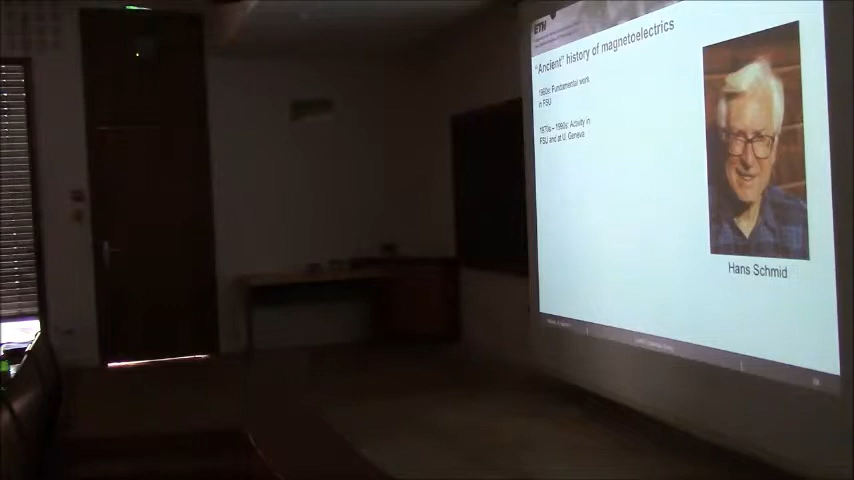 ETH
"Ancient" history of magnetoelectrics
1960s: Fundamental work
in FSU
1970s – 1990s: Activity in
FSU and at U. Geneva
Hans Schmid